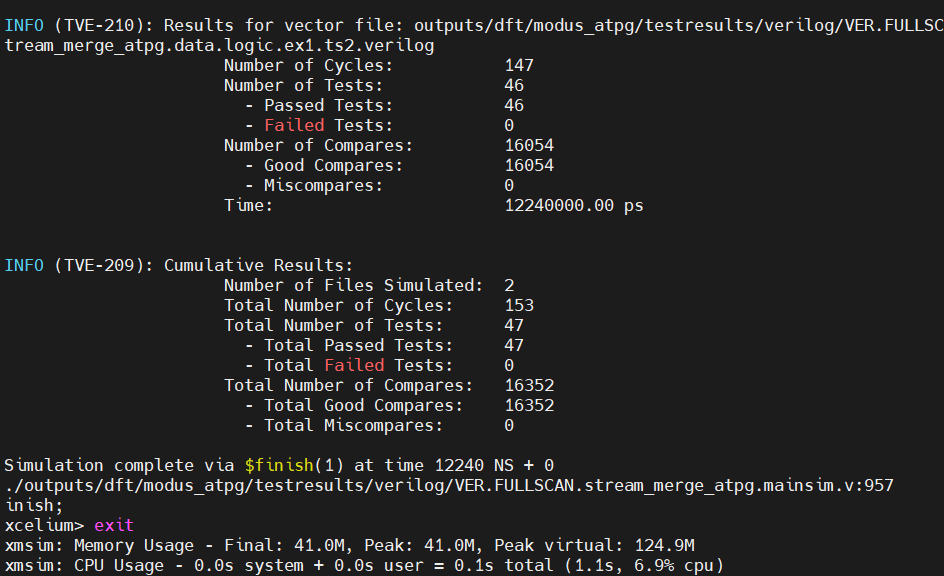 INFO (TVE-210): Results for vector file: outputs/dft/modus_atpg/testresults/verilog/VER.FULLSC
tream_merge_atpg.data.logic.ex1.ts2.verilog
Number of Cycles: 147
Number of Tests: 46
- Passed Tests: 46
- Failed Tests: 0
Number of Compares: 16054
- Good Compares: 16054
- Miscompares: 0
Time: 12240000.00 ps
INFO (TVE-209): Cumulative Results:
Number of Files Simulated: 2
Total Number of Cycles: 153
Total Number of Tests: 47
- Total Passed Tests: 47
- Total Failed Tests: 0
Total Number of Compares: 16352
- Total Good Compares: 16352
- Total Miscompares: 0
Simulation complete via $finish(1) at time 12240 NS + 0
./outputs/dft/modus_atpg/testresults/verilog/VER.FULLSCAN.stream_merge_atpg.mainsim.v:957
inish;
xcelium> exit
xmsim: Memory Usage - Final: 41.0M, Peak: 41.0M, Peak virtual: 124.9M
xmsim: CPU Usage - 0.0s system + 0.0s user = 0.1s total (1.1s, 6.9% cpu)